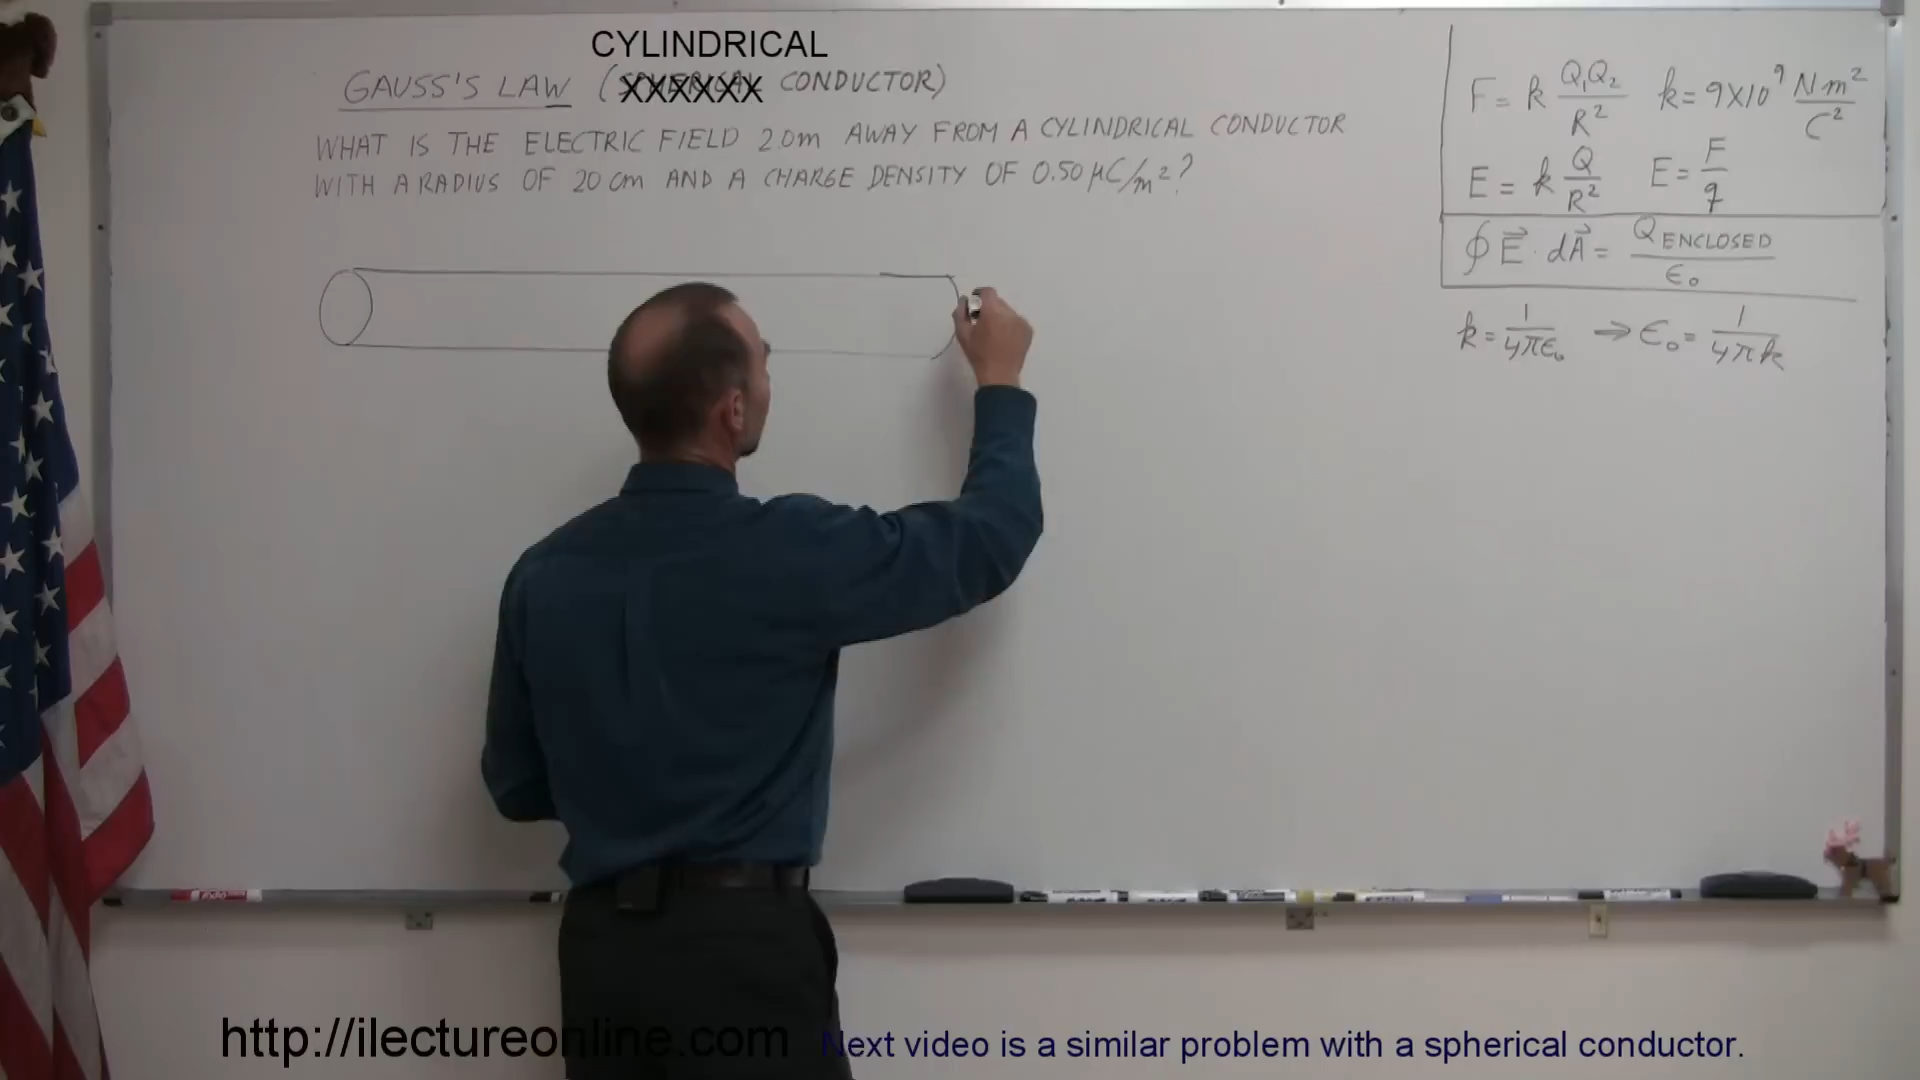 CYLINDRICAL
GAUSS'S LAW (SPHERICAL CONDUCTOR)
XXXXXX
WHAT IS THE ELECTRIC FIELD 2.0m AWAY FROM A CYLINDRICAL CONDUCTOR
WITH A RADIUS OF 20 cm AND A CHARGE DENSITY OF 0.50 μC/m²?
F = k Q₁Q₂/R² k = 9X10⁹ Nm²/C²
E = k Q/R² E = F/q
∮ E⃗ · dA⃗ = Q ENCLOSED/ϵ₀
k = 1/4πϵ₀ → ϵ₀ = 1/4πk
http://ilectureonline.com Next video is a similar problem with a spherical conductor.